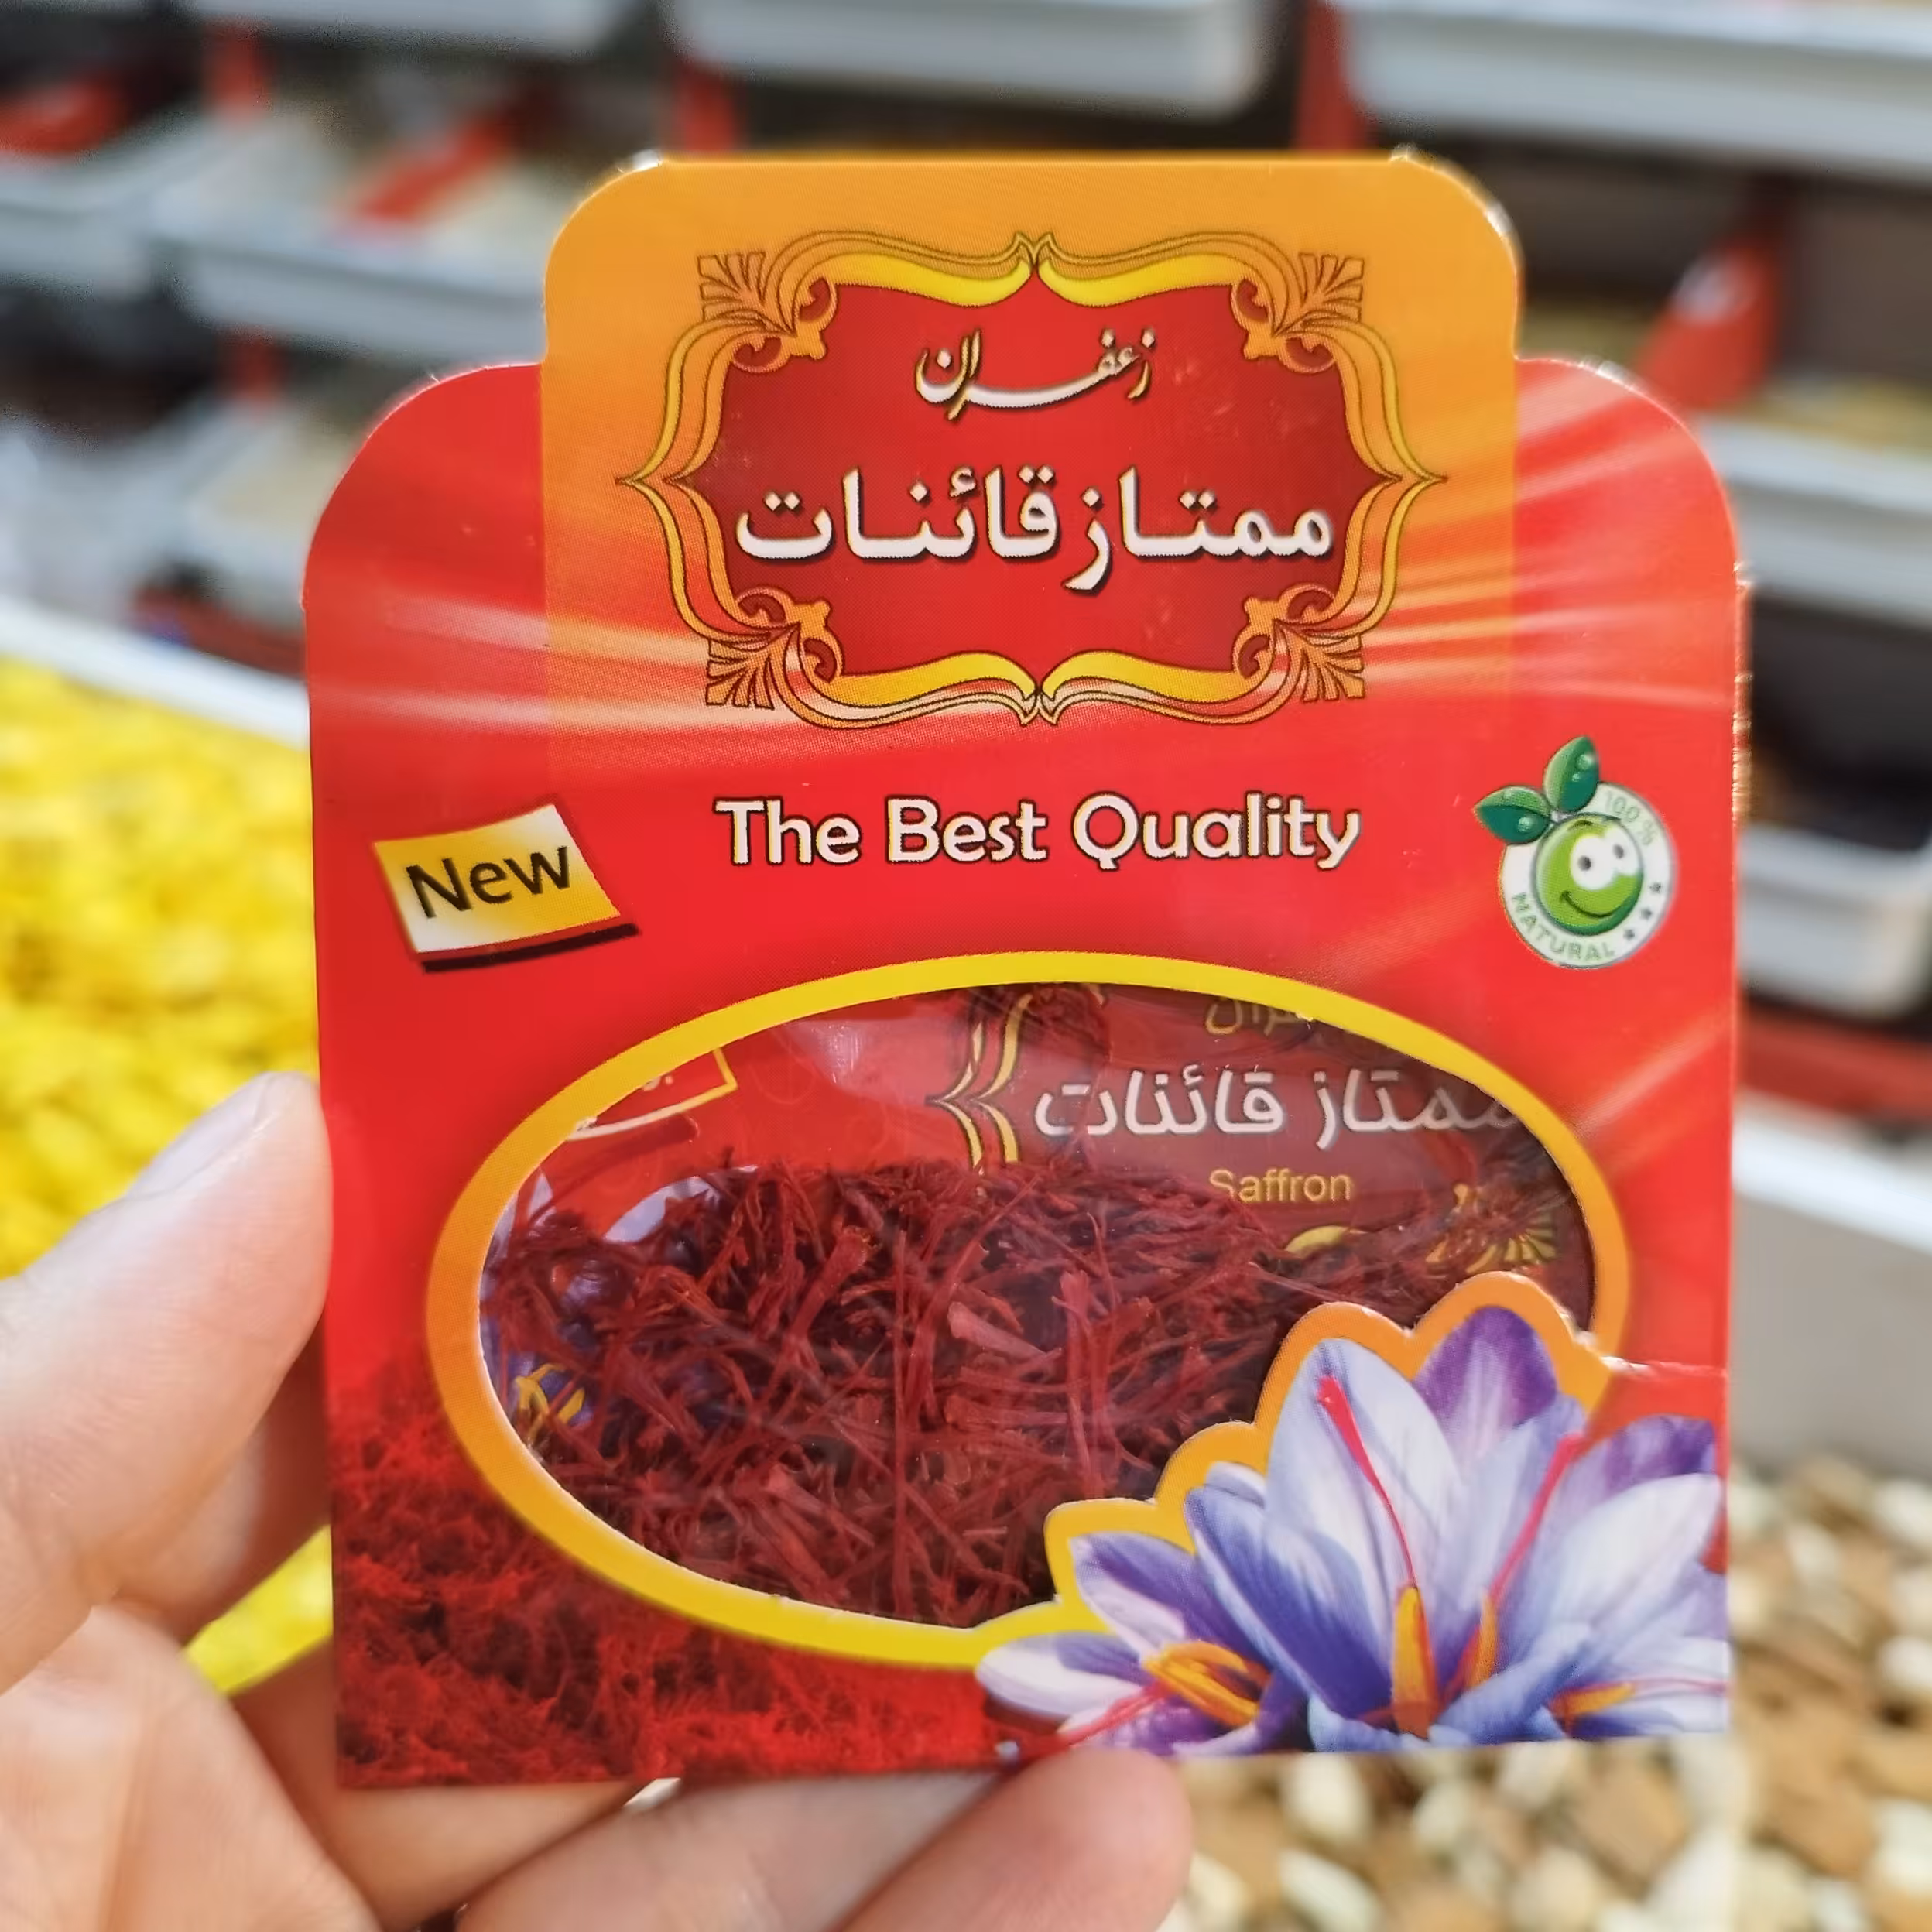 زعفران
ممتاز قائنات
The Best Quality
New
100%
NATURAL
ممتاز قائنات
Saffron